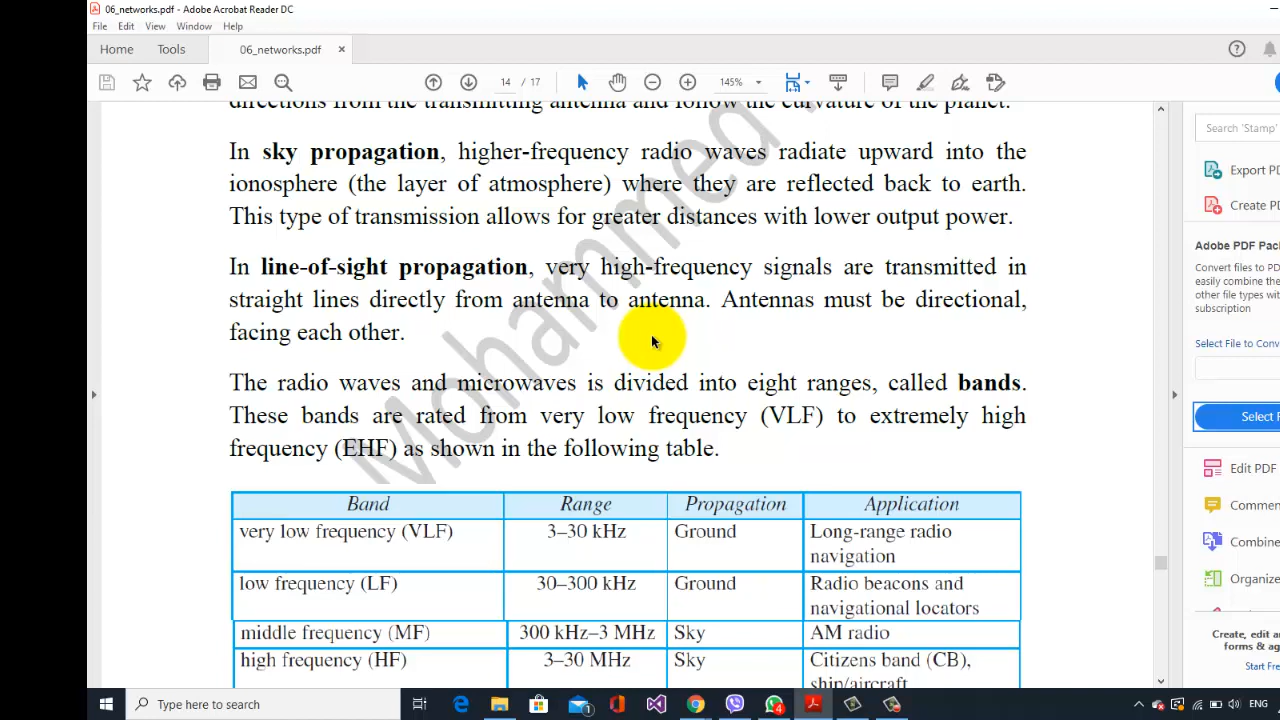 06_networks.pdf - Adobe Acrobat Reader DC
File Edit View Window Help
Home Tools 06_networks.pdf ×
14 / 17 145%
directions from the transmitting antenna and follow the curvature of the planet.
In sky propagation, higher-frequency radio waves radiate upward into the
ionosphere (the layer of atmosphere) where they are reflected back to earth.
This type of transmission allows for greater distances with lower output power.
In line-of-sight propagation, very high-frequency signals are transmitted in
straight lines directly from antenna to antenna. Antennas must be directional,
facing each other.
The radio waves and microwaves is divided into eight ranges, called bands.
These bands are rated from very low frequency (VLF) to extremely high
frequency (EHF) as shown in the following table.
Mohammed
Band Range Propagation Application
very low frequency (VLF) 3–30 kHz Ground Long-range radio
navigation
low frequency (LF) 30–300 kHz Ground Radio beacons and
navigational locators
middle frequency (MF) 300 kHz–3 MHz Sky AM radio
high frequency (HF) 3–30 MHz Sky Citizens band (CB),
ship/aircraft
Search 'Stamp'
Export PD
Create PD
Adobe PDF Pack
Convert files to PD
easily combine the
other file types wit
subscription
Select File to Conv
Select F
Edit PDF
Commen
Combine
Organize
Create, edit an
forms & ag
Start Fre
Type here to search
1
4
ENG